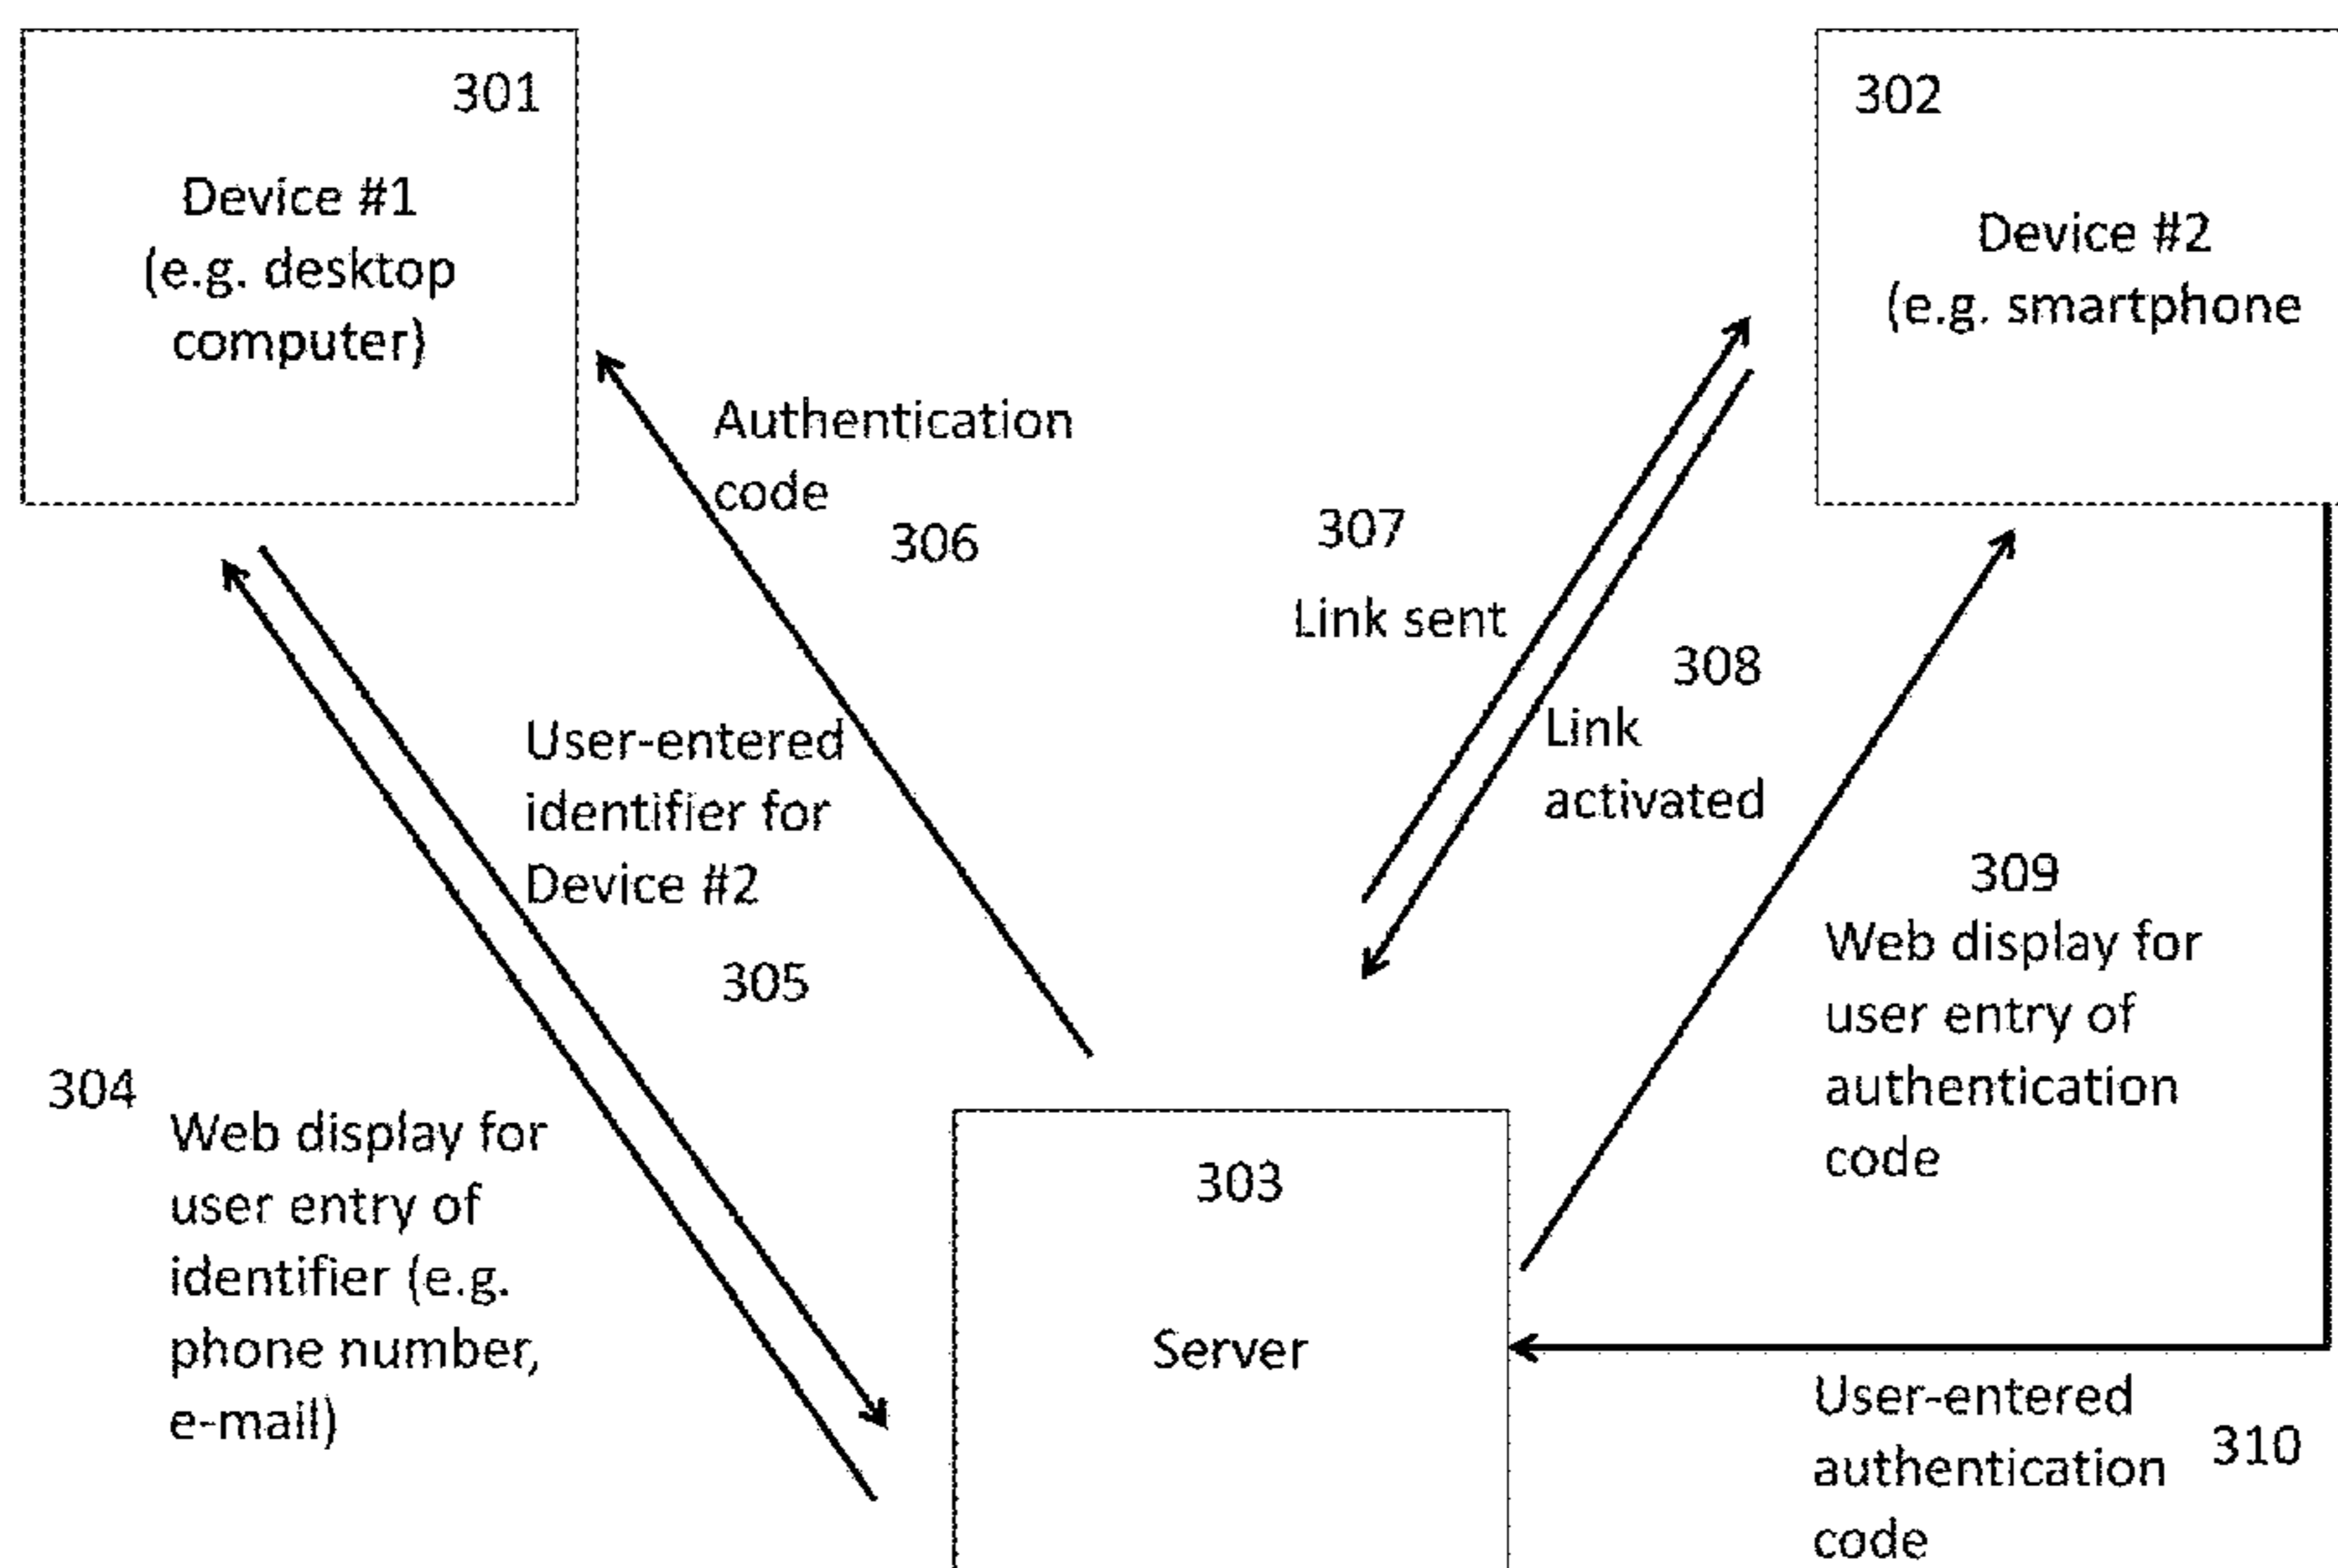 301
Device #1
(e.g. desktop
computer)
302
Device #2
(e.g. smartphone
Authentication
code
306
307
Link sent
308
Link
activated
User-entered
identifier for
Device #2
305
309
Web display for
user entry of
authentication
code
304
Web display for
user entry of
identifier (e.g.
phone number,
e-mail)
303
Server
User-entered
authentication
code
310